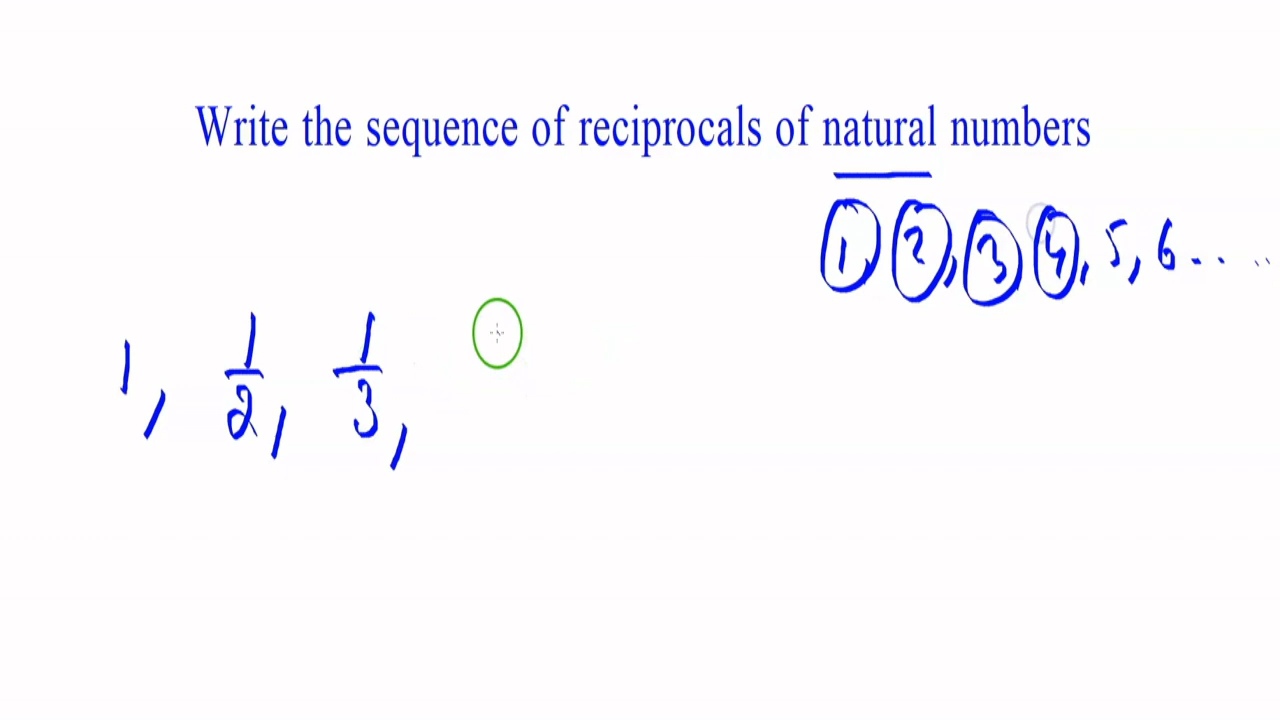 Write the sequence of reciprocals of natural numbers
1, 2, 3, 4, 5, 6.....
1, 1/2, 1/3,